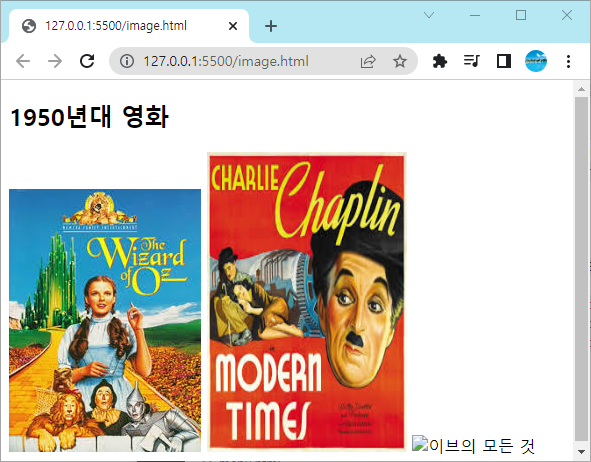 127.0.0.1:5500/image.html
127.0.0.1:5500/image.html
1950년대 영화
The
Wizard
of Oz
CHARLIE
Chaplin
MODERN
TIMES
이브의 모든 것